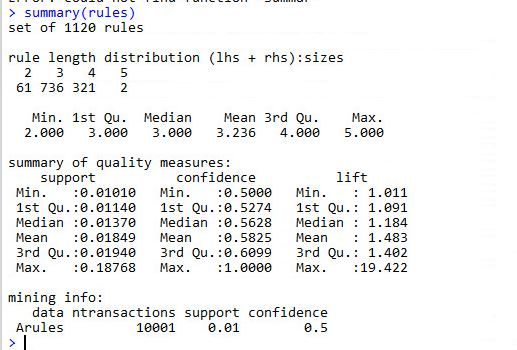 > summary(rules)
set of 1120 rules
rule length distribution (lhs + rhs):sizes
2 3 4 5
61 736 321 2
Min. 1st Qu. Median Mean 3rd Qu. Max.
2.000 3.000 3.000 3.236 4.000 5.000
summary of quality measures:
support confidence lift
Min. :0.01010 Min. :0.5000 Min. : 1.011
1st Qu.:0.01140 1st Qu.:0.5274 1st Qu.: 1.091
Median :0.01370 Median :0.5628 Median : 1.184
Mean :0.01849 Mean :0.5825 Mean : 1.483
3rd Qu.:0.01940 3rd Qu.:0.6099 3rd Qu.: 1.402
Max. :0.18768 Max. :1.0000 Max. :19.422
mining info:
data ntransactions support confidence
Arules 10001 0.01 0.5
>